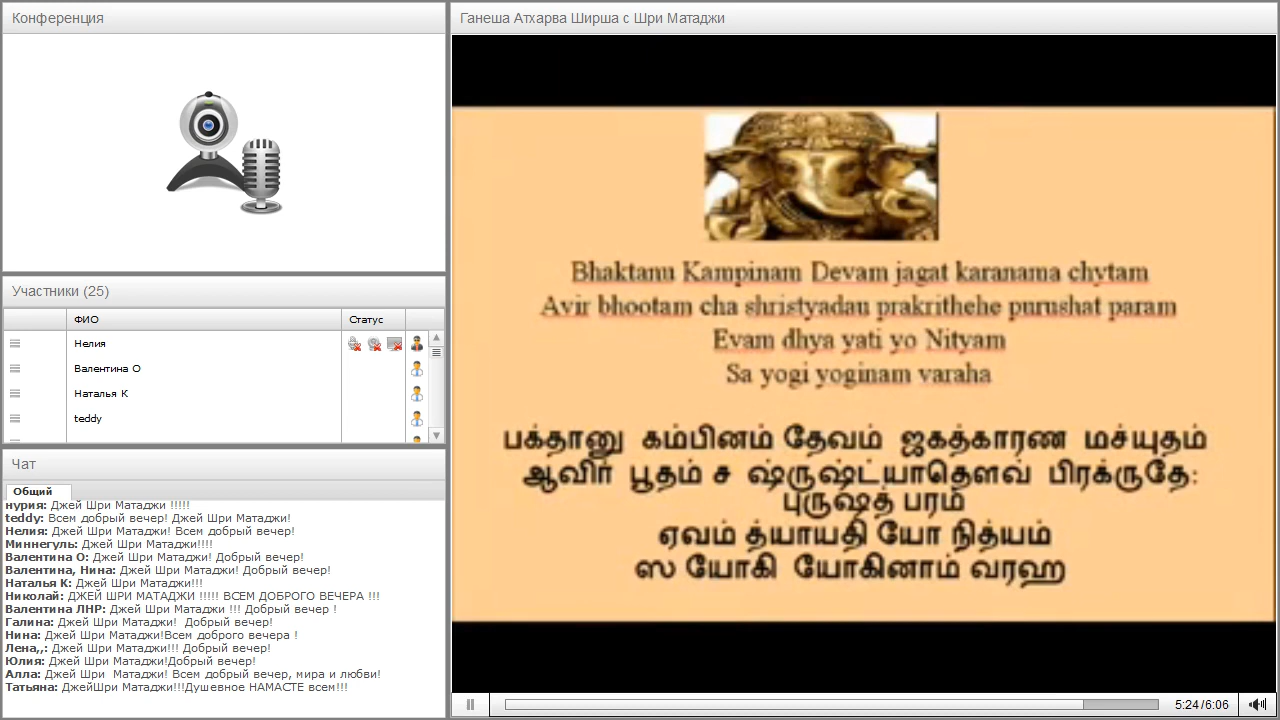 Конференция
Участники (25)
ФИО
Статус
Нелия
Валентина О
Наталья К
teddy
Чат
Общий
нурия: Джей Шри Матаджи !!!!!
teddy: Всем добрый вечер! Джей Шри Матаджи!
Нелия: Джей Шри Матаджи! Всем добрый вечер!
Миннегуль: Джей Шри Матаджи!!!!
Валентина О: Джей Шри Матаджи! Добрый вечер!
Валентина, Нина: Джей Шри Матаджи! Добрый вечер!
Наталья К: Джей Шри Матаджи!!!
Николай: ДЖЕЙ ШРИ МАТАДЖИ !!!!! ВСЕМ ДОБРОГО ВЕЧЕРА !!!
Валентина ЛНР: Джей Шри Матаджи !!! Добрый вечер !
Галина: Джей Шри Матаджи!  Добрый вечер!
Нина: Джей Шри Матаджи!Всем доброго вечера !
Лена,,: Джей Шри Матаджи!!! Добрый вечер!
Юлия: Джей Шри Матаджи!Добрый вечер!
Алла: Джей Шри  Матаджи! Всем добрый вечер, мира и любви!
Татьяна: ДжейШри Матаджи!!!Душевное НАМАСТЕ всем!!!
Ганеша Атхарва Ширша с Шри Матаджи
Bhaktanu Kampinam Devam jagat karanama chytam
Avir bhootam cha shristyadau prakrithehe purushat param
Evam dhya yati yo Nityam
Sa yogi yoginam varaha
பக்தானு கம்பினம் தேவம் ஜகத்காரண மச்யுதம்
ஆவிர் பூதம் ச ஷ்ருஷ்ட்யாதௌவ் பிரக்ருதே:
புருஷத் பரம்
ஏவம் த்யாயதி யோ நித்யம்
ஸ யோகி யோகினாம் வரஹ
5:24/6:06